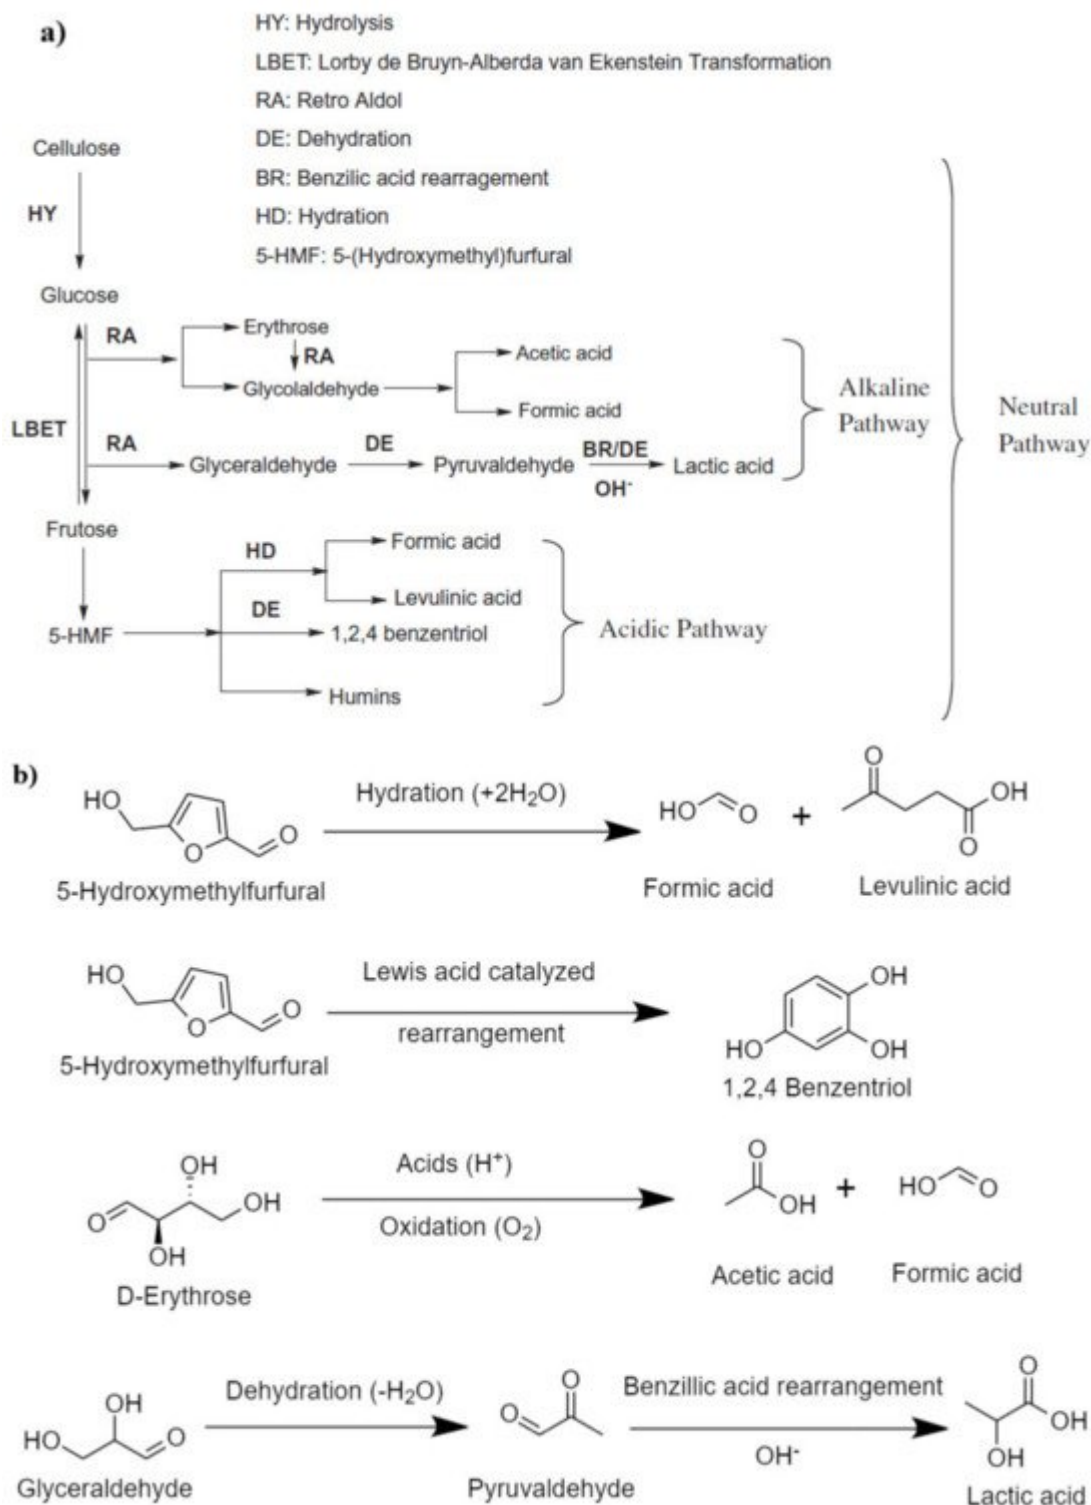 a)
HY: Hydrolysis
LBET: Lorby de Bruyn-Alberda van Ekenstein Transformation
RA: Retro Aldol
DE: Dehydration
BR: Benzilic acid rearragement
HD: Hydration
5-HMF: 5-(Hydroxymethyl)furfural
Cellulose
HY
Glucose
RA
Erythrose
RA
Glycolaldehyde
Acetic acid
Formic acid
LBET
RA
Glyceraldehyde
DE
Pyruvaldehyde
BR/DE
OH-
Lactic acid
Alkaline
Pathway
Neutral
Pathway
Frutose
5-HMF
HD
Formic acid
Levulinic acid
DE
1,2,4 benzentriol
Humins
Acidic Pathway
b)
HO
O
O
5-Hydroxymethylfurfural
Hydration (+2H2O)
HO
O
Formic acid
+
O
OH
O
Levulinic acid
HO
O
O
5-Hydroxymethylfurfural
Lewis acid catalyzed
rearrangement
OH
HO
OH
1,2,4 Benzentriol
OH
OH
O
OH
D-Erythrose
Acids (H+)
Oxidation (O2)
O
OH
Acetic acid
+
HO
O
Formic acid
OH
HO
O
Glyceraldehyde
Dehydration (-H2O)
O
O
Pyruvaldehyde
Benzillic acid rearrangement
OH-
O
OH
OH
Lactic acid